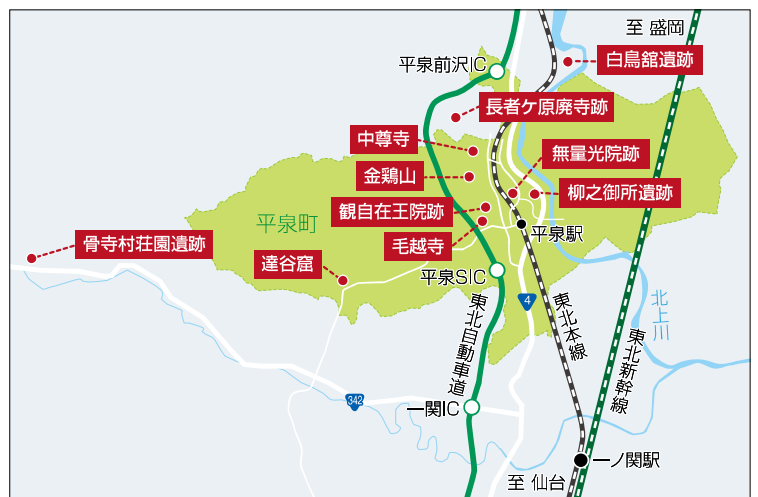 至 盛岡
平泉前沢IC
白鳥舘遺跡
長者ケ原廃寺跡
中尊寺
無量光院跡
金鶏山
柳之御所遺跡
観自在王院跡
平泉町
平泉駅
毛越寺
骨寺村荘園遺跡
達谷窟
平泉SIC
4
北上川
東北自動車道
東北本線
東北新幹線
342
一関IC
一ノ関駅
至 仙台